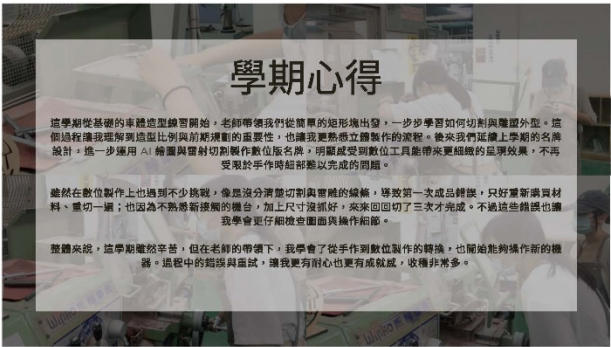 學期心得
這學期從基礎的車體造型練習開始，老師帶領我們從簡單的矩形塊出發，一步步學習如何切割與雕塑外型。這
個過程讓我理解到造型比例與前期規劃的重要性，也讓我更熟悉立體製作的流程。後來我們延續上學期的名牌
設計，進一步運用 AI 繪圖與雷射切割製作數位版名牌，明顯感受到數位工具能帶來更細緻的呈現效果，不再
受限於手作時細部難以完成的問題。
雖然在數位製作上也遇到不少挑戰，像是沒分清楚切割與雷雕的線條，導致第一次成品錯誤，只好重新購買材
料、重切一遍；也因為不熟悉新接觸的機台，加上尺寸沒抓好，來來回回切了三次才完成。不過這些錯誤也讓
我學會更仔細檢查圖面與操作細節。
整體來說，這學期雖然辛苦，但在老師的帶領下，我學會了從手作到數位製作的轉換，也開始能夠操作新的機
器。過程中的錯誤與重試，讓我更有耐心也更有成就感，收穫非常多。